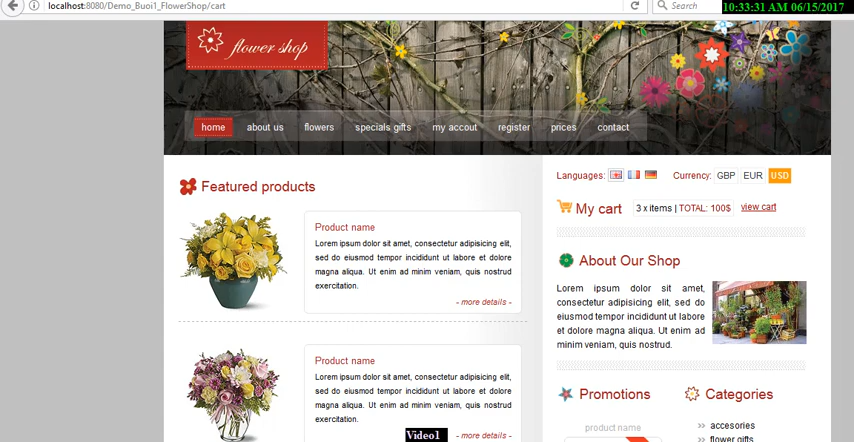 localhost:8080/Demo_Buoi1_FlowerShop/cart
Search
10:33:31 AM 06/15/2017
flower shop
home about us flowers specials gifts my accout register prices contact
Featured products
Product name
Lorem ipsum dolor sit amet, consectetur adipisicing elit,
sed do eiusmod tempor incididunt ut labore et dolore
magna aliqua. Ut enim ad minim veniam, quis nostrud
exercitation.
- more details -
Product name
Lorem ipsum dolor sit amet, consectetur adipisicing elit,
sed do eiusmod tempor incididunt ut labore et dolore
magna aliqua. Ut enim ad minim veniam, quis nostrud
exercitation.
- more details -
Video1
Languages: Currency: GBP EUR USD
My cart 3 x items | TOTAL: 100$ view cart
About Our Shop
Lorem ipsum dolor sit amet,
consectetur adipisicing elit, sed do
eiusmod tempor incididunt ut labore
et dolore magna aliqua. Ut enim ad
minim veniam, quis nostrud.
Promotions
product name
Categories
accesories
flower gifts